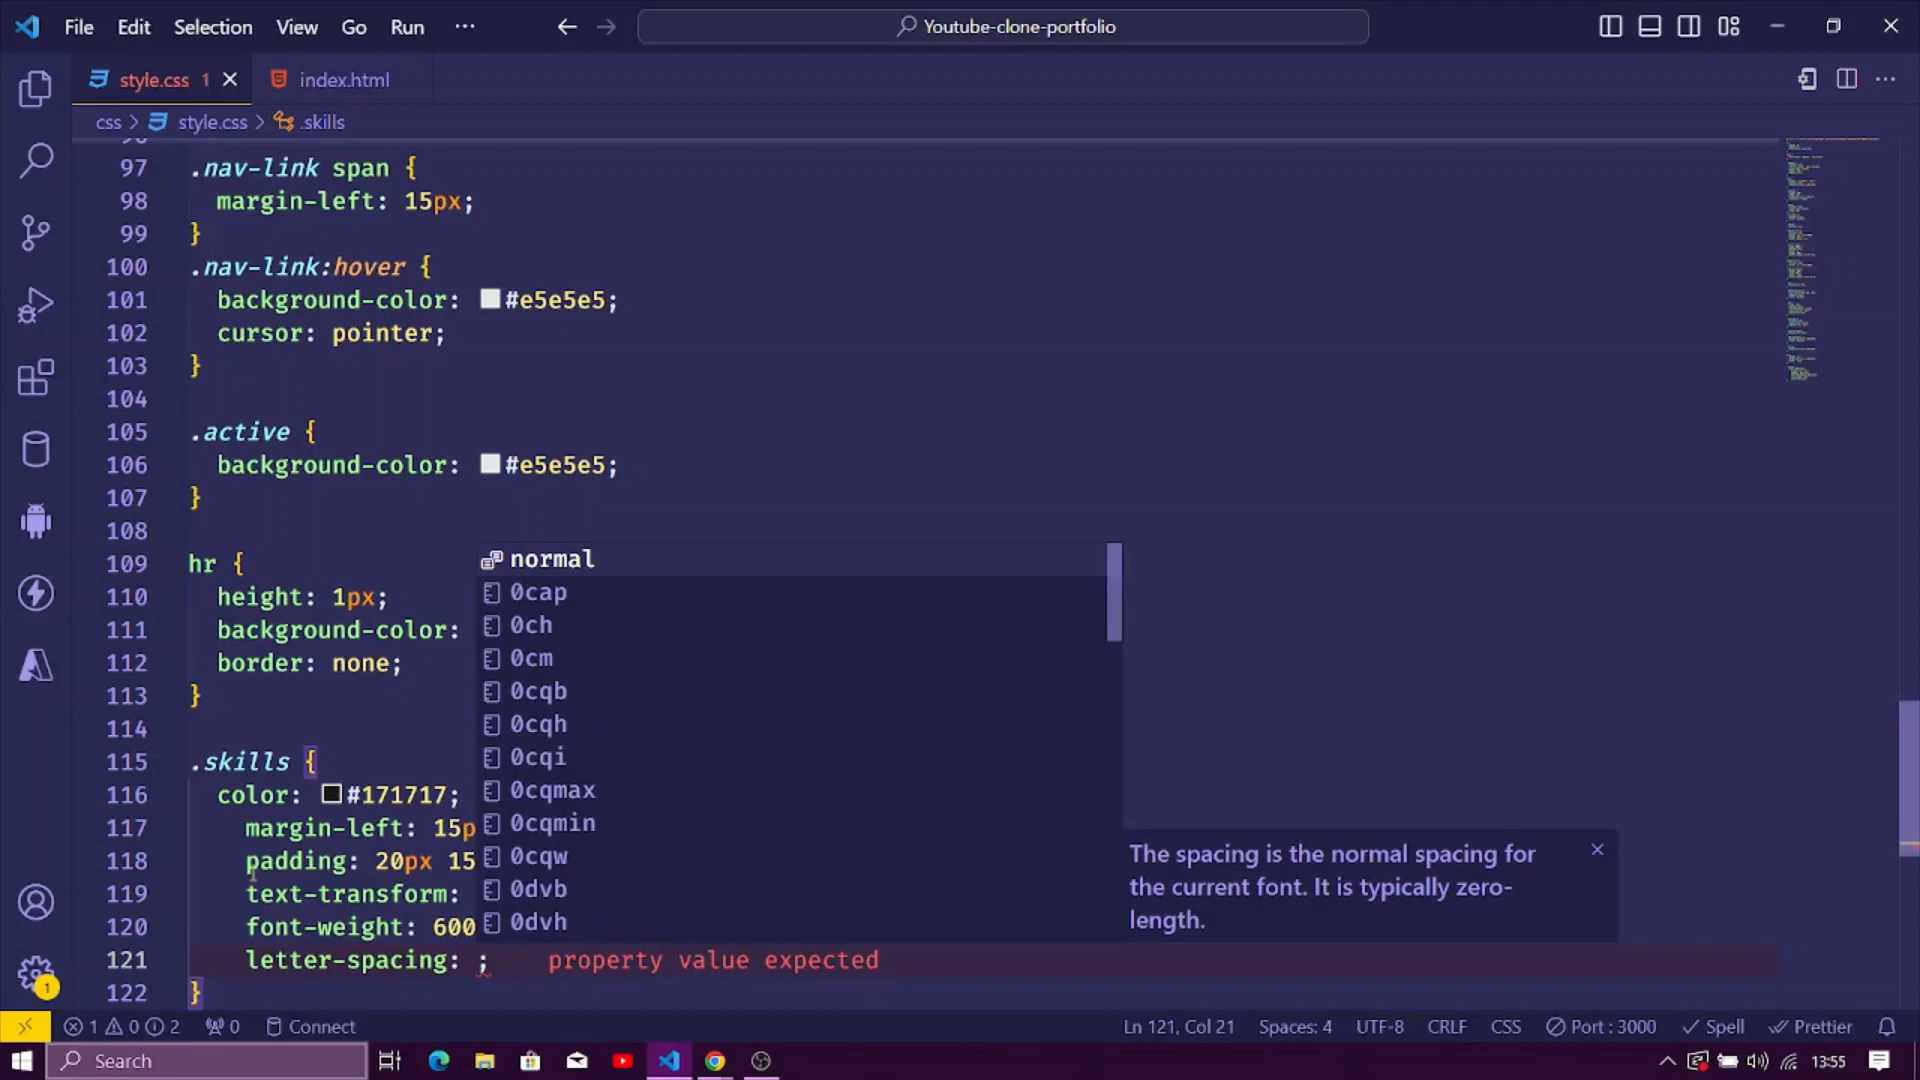 File Edit Selection View Go Run ···
Youtube-clone-portfolio
style.css 1
index.html
css > style.css > .skills
97 .nav-link span {
98 margin-left: 15px;
99 }
100 .nav-link:hover {
101 background-color: #e5e5e5;
102 cursor: pointer;
103 }
104
105 .active {
106 background-color: #e5e5e5;
107 }
108
109 hr {
110 height: 1px;
111 background-color:
112 border: none;
113 }
114
115 .skills {
116 color: #171717;
117 margin-left: 15p
118 padding: 20px 15
119 text-transform:
120 font-weight: 600
121 letter-spacing: ; property value expected
122 }
normal
0cap
0ch
0cm
0cqb
0cqh
0cqi
0cqmax
0cqmin
0cqw
0dvb
0dvh
The spacing is the normal spacing for
the current font. It is typically zero-
length.
1
1 0 2 0 Connect
Ln 121, Col 21 Spaces: 4 UTF-8 CRLF CSS Port : 3000 Spell Prettier
Search
13:55